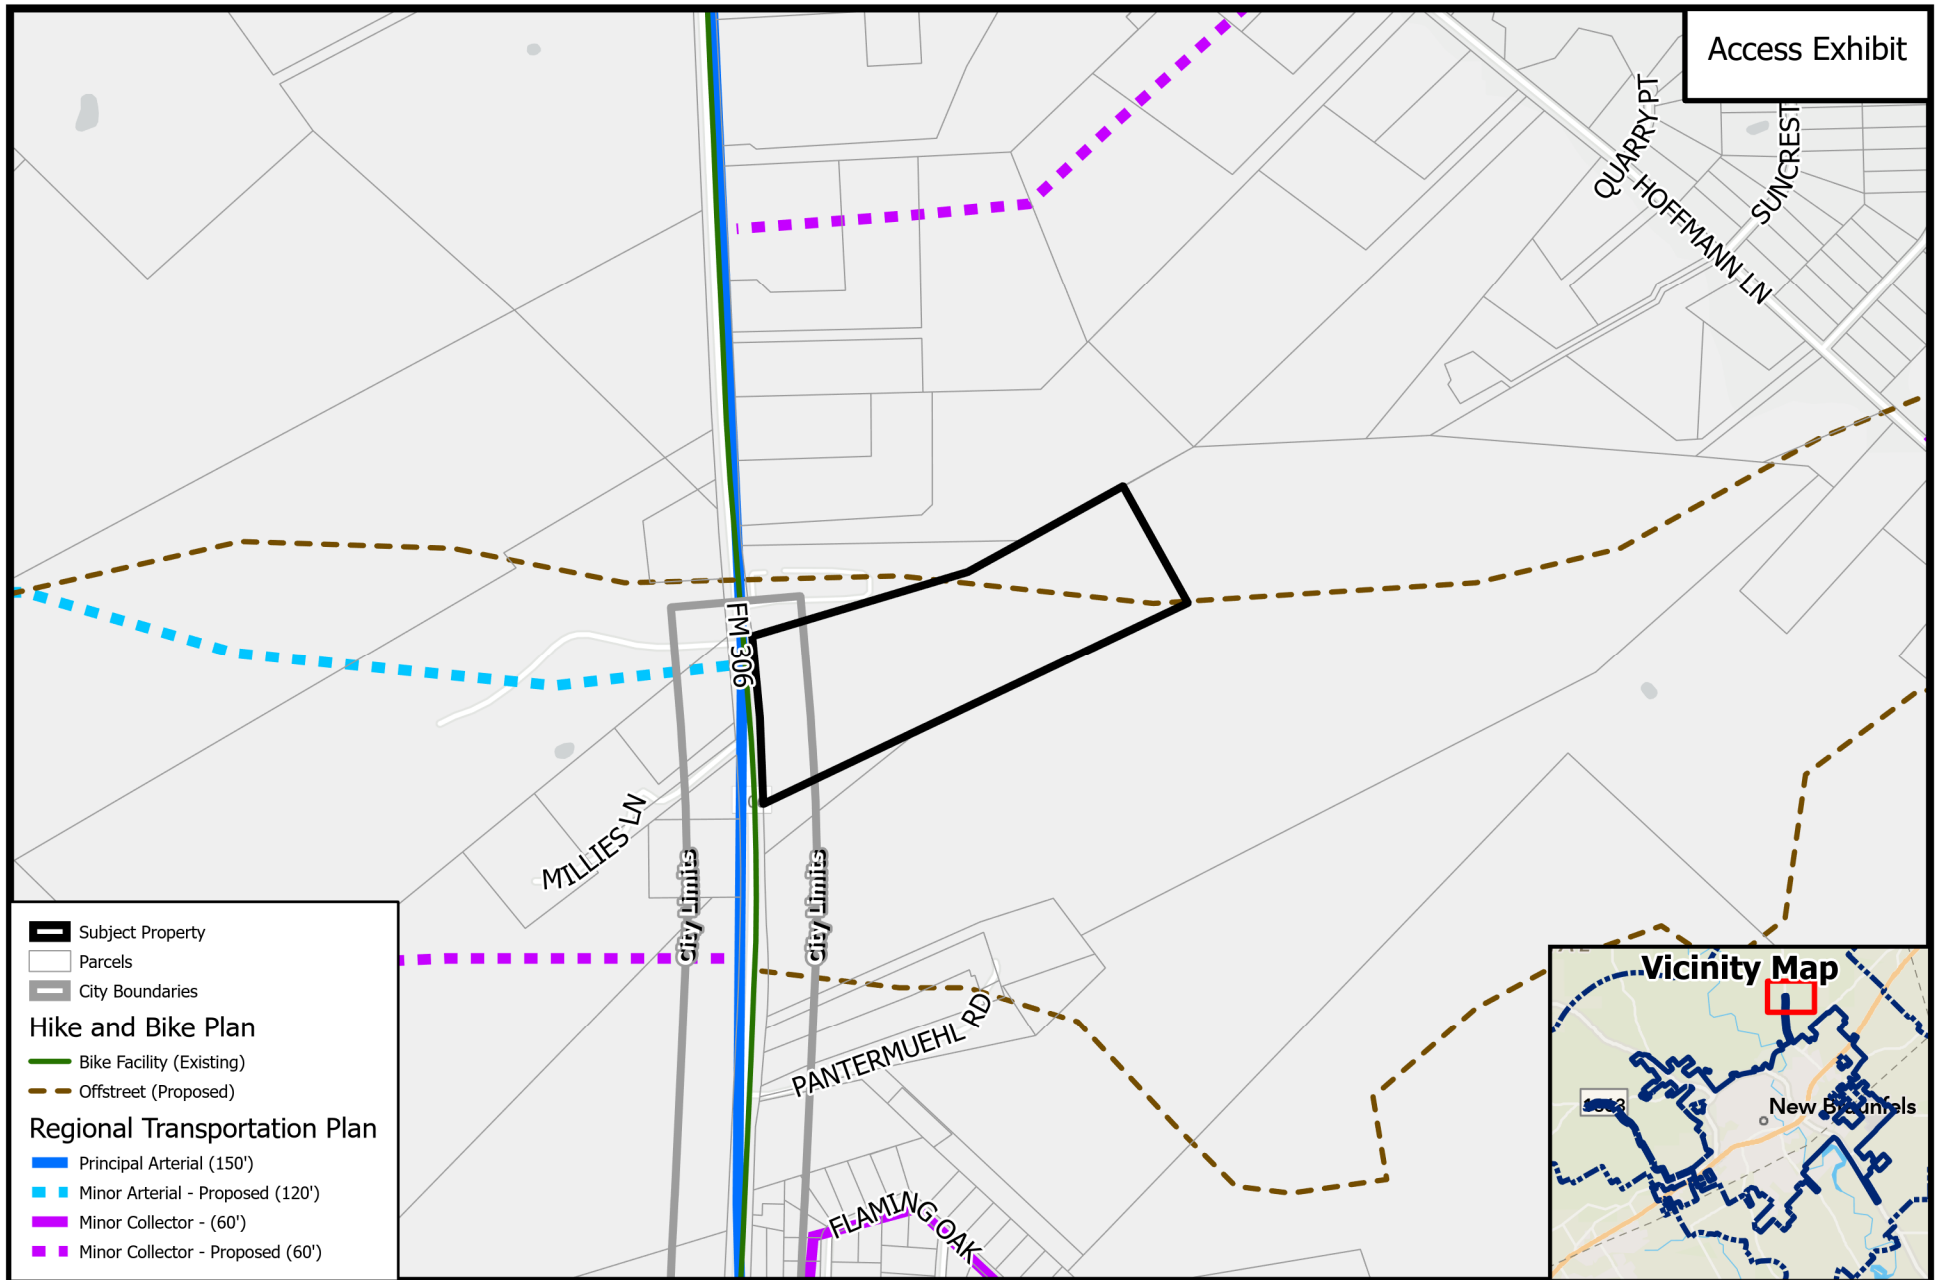 Access Exhibit
QUARRY PT
SUNCREST
HOFFMANN LN
FM 306
MILLIES LN
City Limits
City Limits
PANTERMUEHL RD
FLAMING OAK
Subject Property
Parcels
City Boundaries
Hike and Bike Plan
Bike Facility (Existing)
Offstreet (Proposed)
Regional Transportation Plan
Principal Arterial (150')
Minor Arterial - Proposed (120')
Minor Collector - (60')
Minor Collector - Proposed (60')
Vicinity Map
New Braunfels